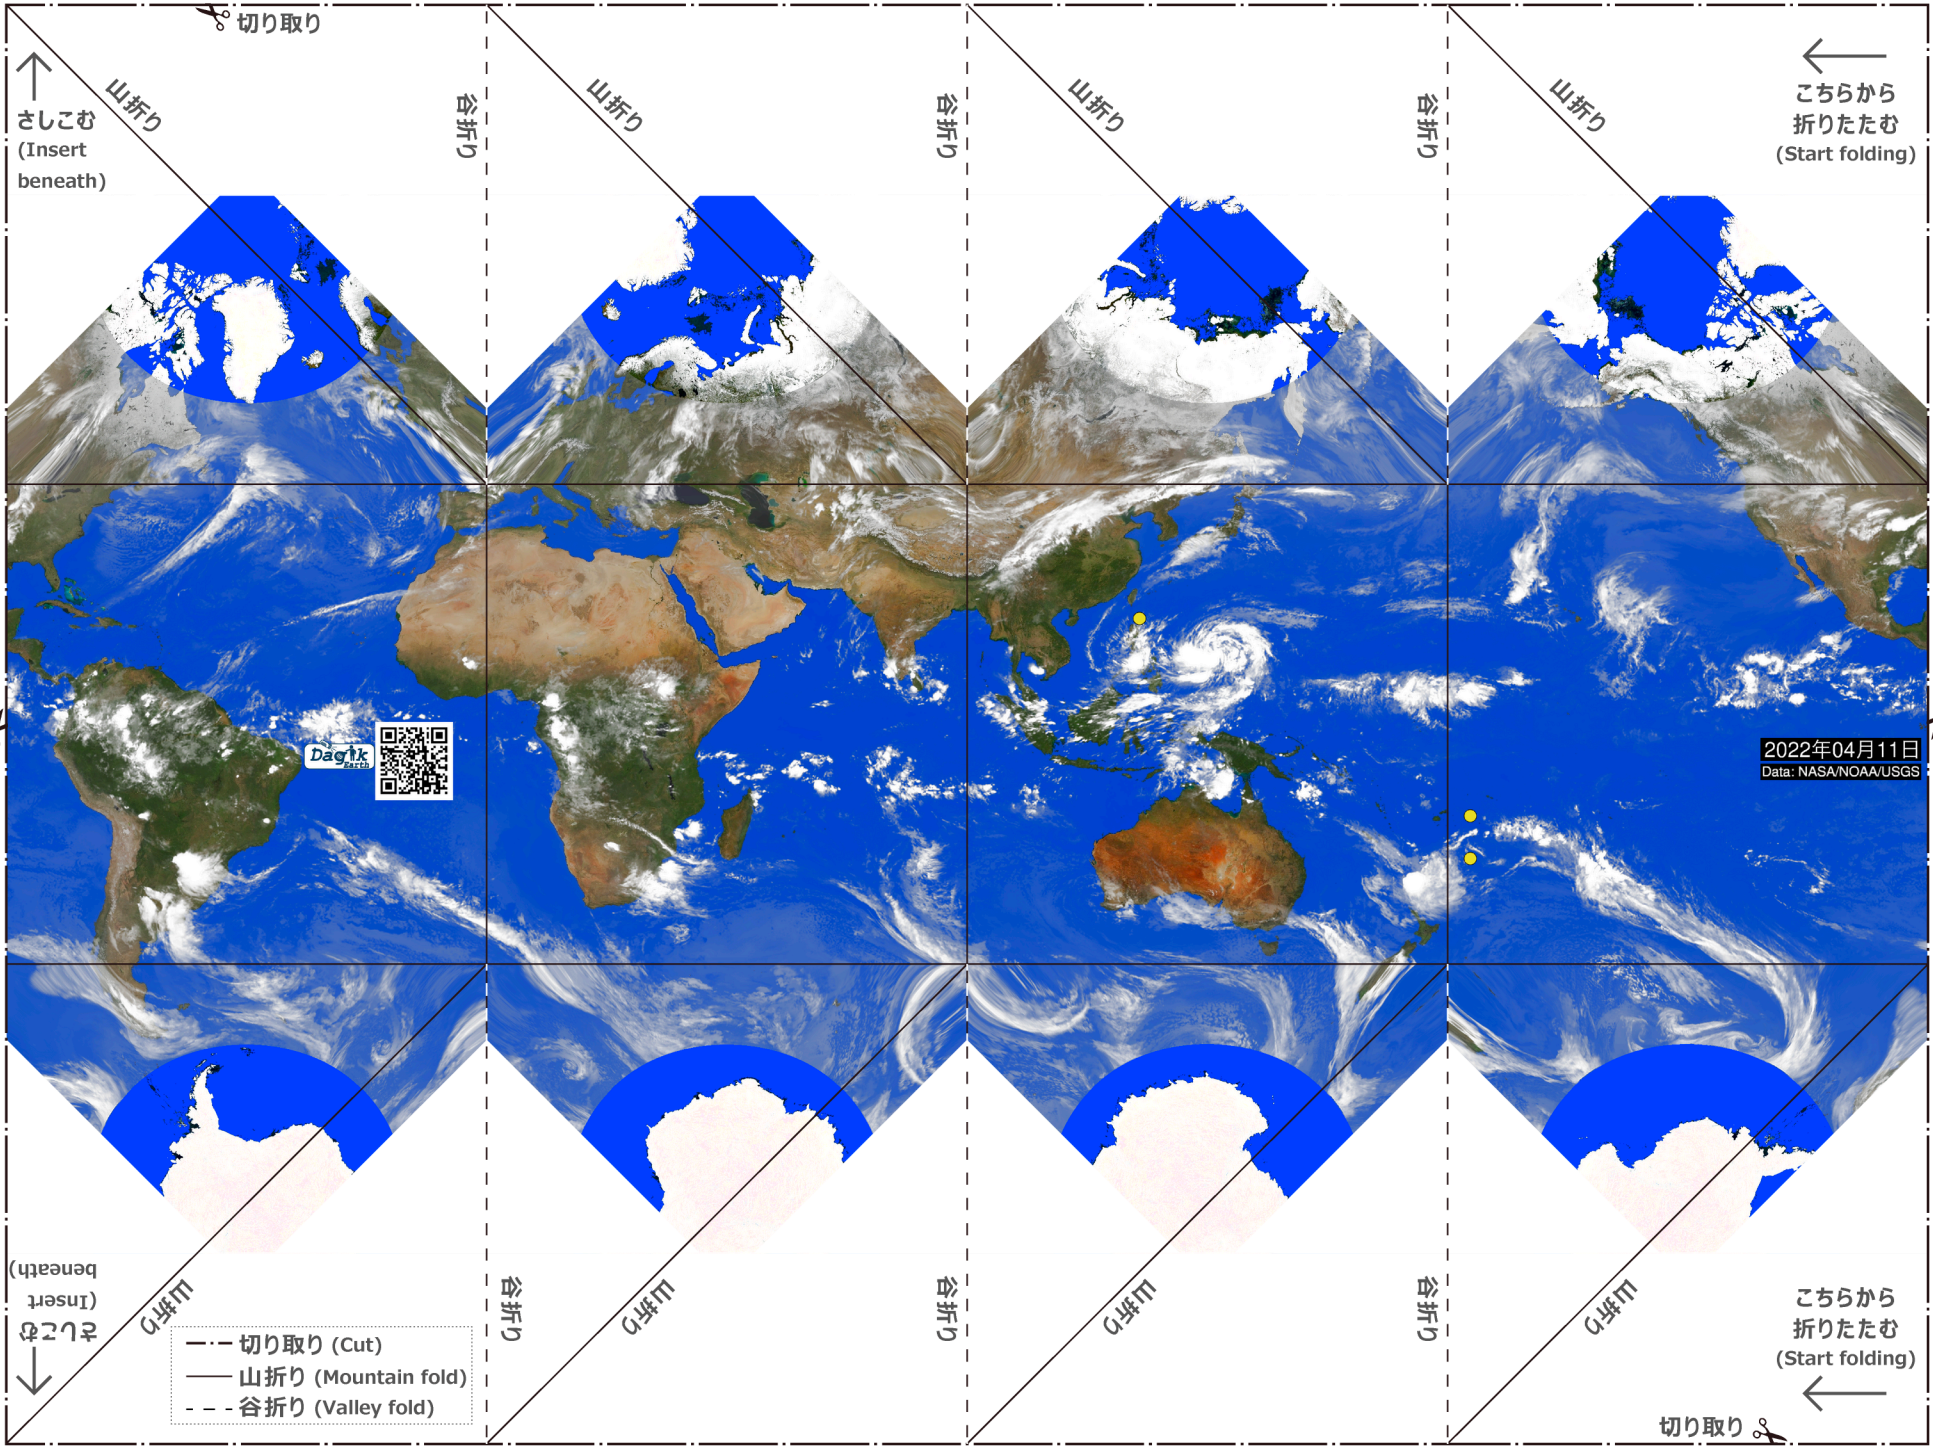 切り取り
山折り
谷折り
山折り
谷折り
山折り
谷折り
山折り
さしこむ
(Insert
beneath)
こちらから
折りたたむ
(Start folding)
Dagik
Earth
2022年04月11日
Data: NASA/NOAA/USGS
さしこむ
(Insert
beneath)
山折り
谷折り
山折り
谷折り
山折り
谷折り
山折り
こちらから
折りたたむ
(Start folding)
切り取り (Cut)
山折り (Mountain fold)
谷折り (Valley fold)
切り取り